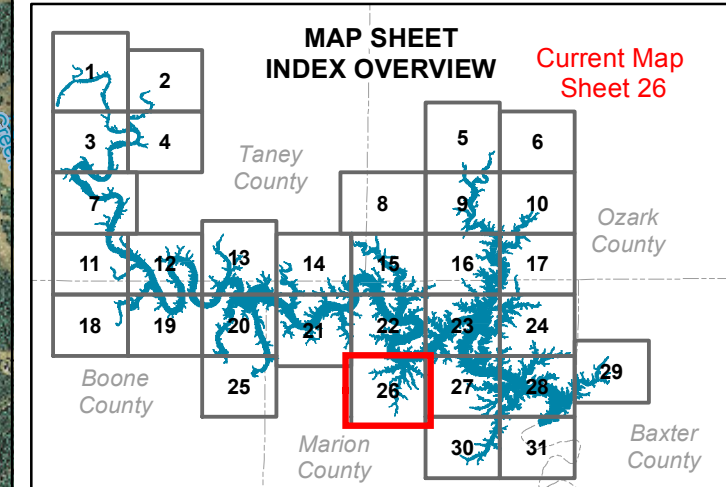 MAP SHEET
INDEX OVERVIEW
Current Map
Sheet 26
1
2
3
4
Taney
County
5
6
7
8
9
10
Ozark
County
11
12
13
14
15
16
17
18
19
20
21
22
23
24
Boone
County
25
26
27
28
29
Marion
County
30
31
Baxter
County